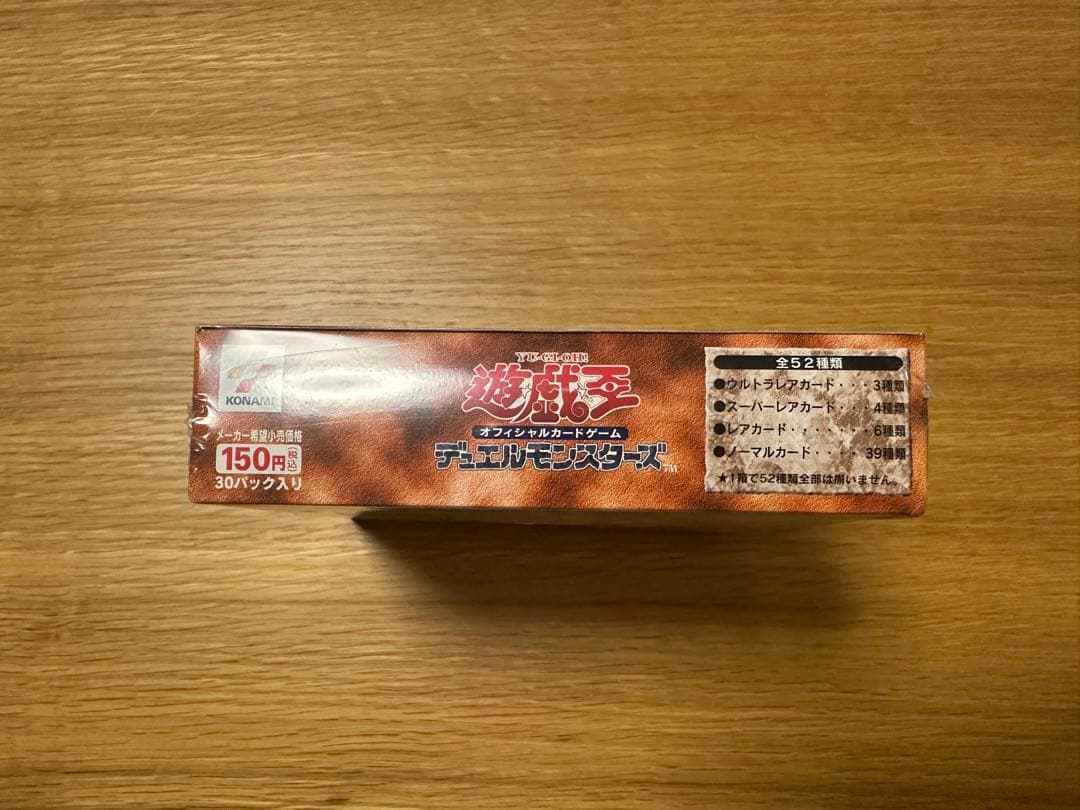 KONAMI
メーカー希望小売価格
150円税込
30パック入り
YU-GI-OH!
遊戯王
オフィシャルカードゲーム
デュエルモンスターズ™
全52種類
●ウルトラレアカード・・・3種類
●スーパーレアカード・・・4種類
●レアカード・・・・・・・6種類
●ノーマルカード・・・・39種類
★1箱で52種類全部は揃いません。